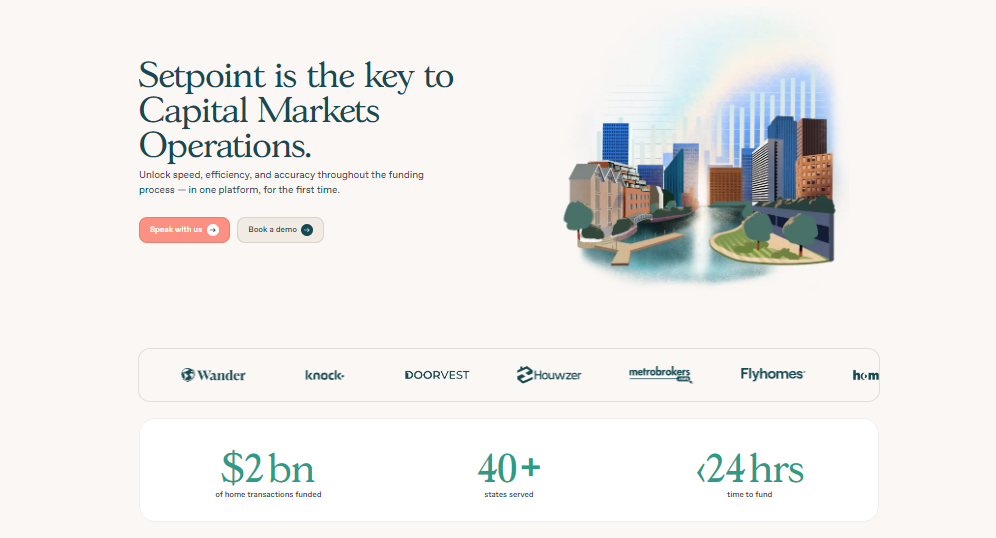 Setpoint is the key to
Capital Markets
Operations.
Unlock speed, efficiency, and accuracy throughout the funding
process — in one platform, for the first time.
Speak with us
Book a demo
Wander
knock
DOORVEST
Houwzer
metrobrokers
Flyhomes
hom
$2bn
of home transactions funded
40+
states served
<24hrs
time to fund